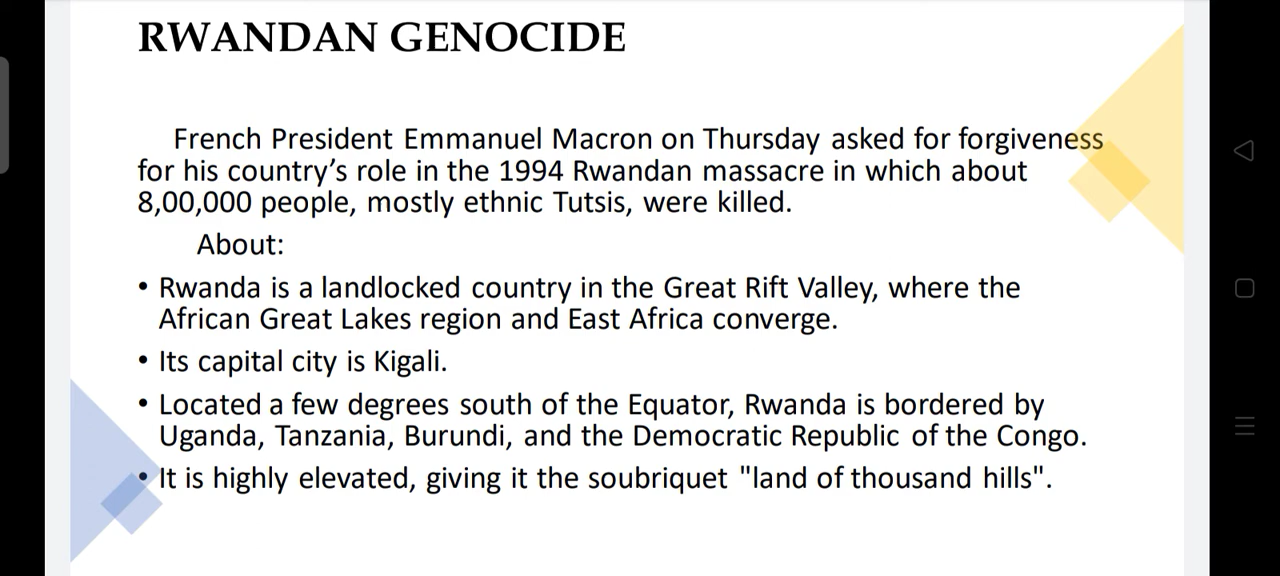 RWANDAN GENOCIDE
French President Emmanuel Macron on Thursday asked for forgiveness
for his country’s role in the 1994 Rwandan massacre in which about
8,00,000 people, mostly ethnic Tutsis, were killed.
About:
• Rwanda is a landlocked country in the Great Rift Valley, where the
African Great Lakes region and East Africa converge.
• Its capital city is Kigali.
• Located a few degrees south of the Equator, Rwanda is bordered by
Uganda, Tanzania, Burundi, and the Democratic Republic of the Congo.
• It is highly elevated, giving it the soubriquet "land of thousand hills".